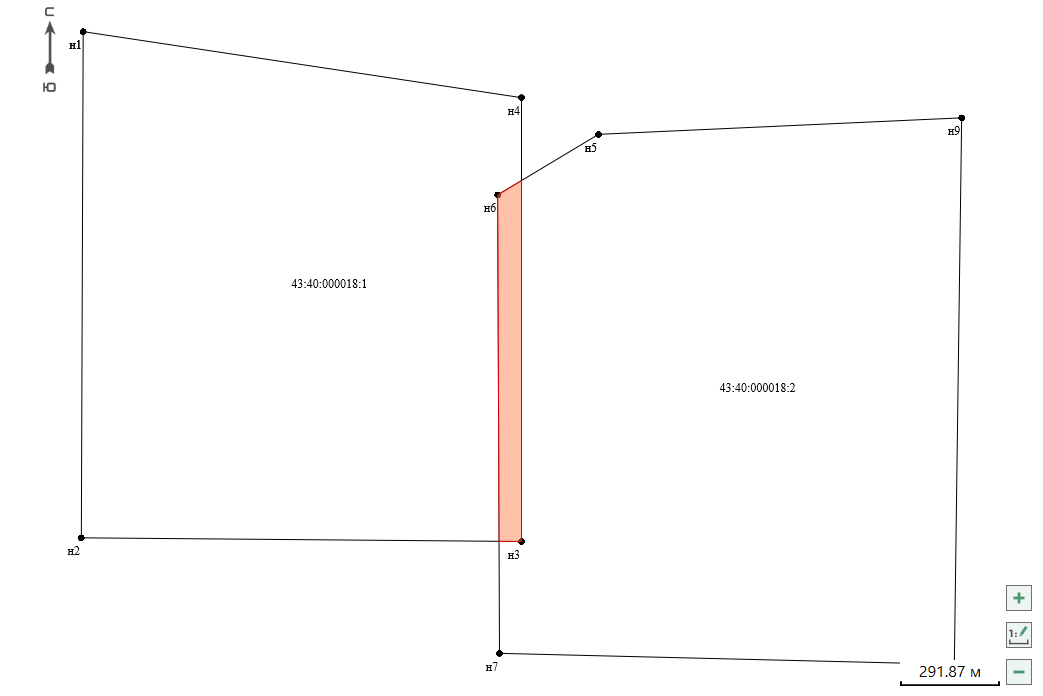 С
Ю
н1
н4
н9
н5
н6
43:40:000018:1
43:40:000018:2
н2
н3
н7
291.87 м
1: